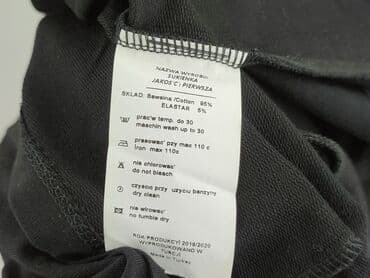 NAZWA WYROBU
SUKIENKA
JAKOŚĆ I PIERWSZA
SKŁAD: Bawełna /Cotton 95%
ELASTAR 5%
prać w temp. do 30
maschin wash up to 30
prasować przy max 110 c
Iron max 110c
nie chlorować
do not bleach
czyścić przy użyciu benzyny
dry clean
nie wirować
no tumble dry
ROK PRODUKCJI 2019/2020
WYPRODUKOWANO W
TURCJI
Made in Turkey